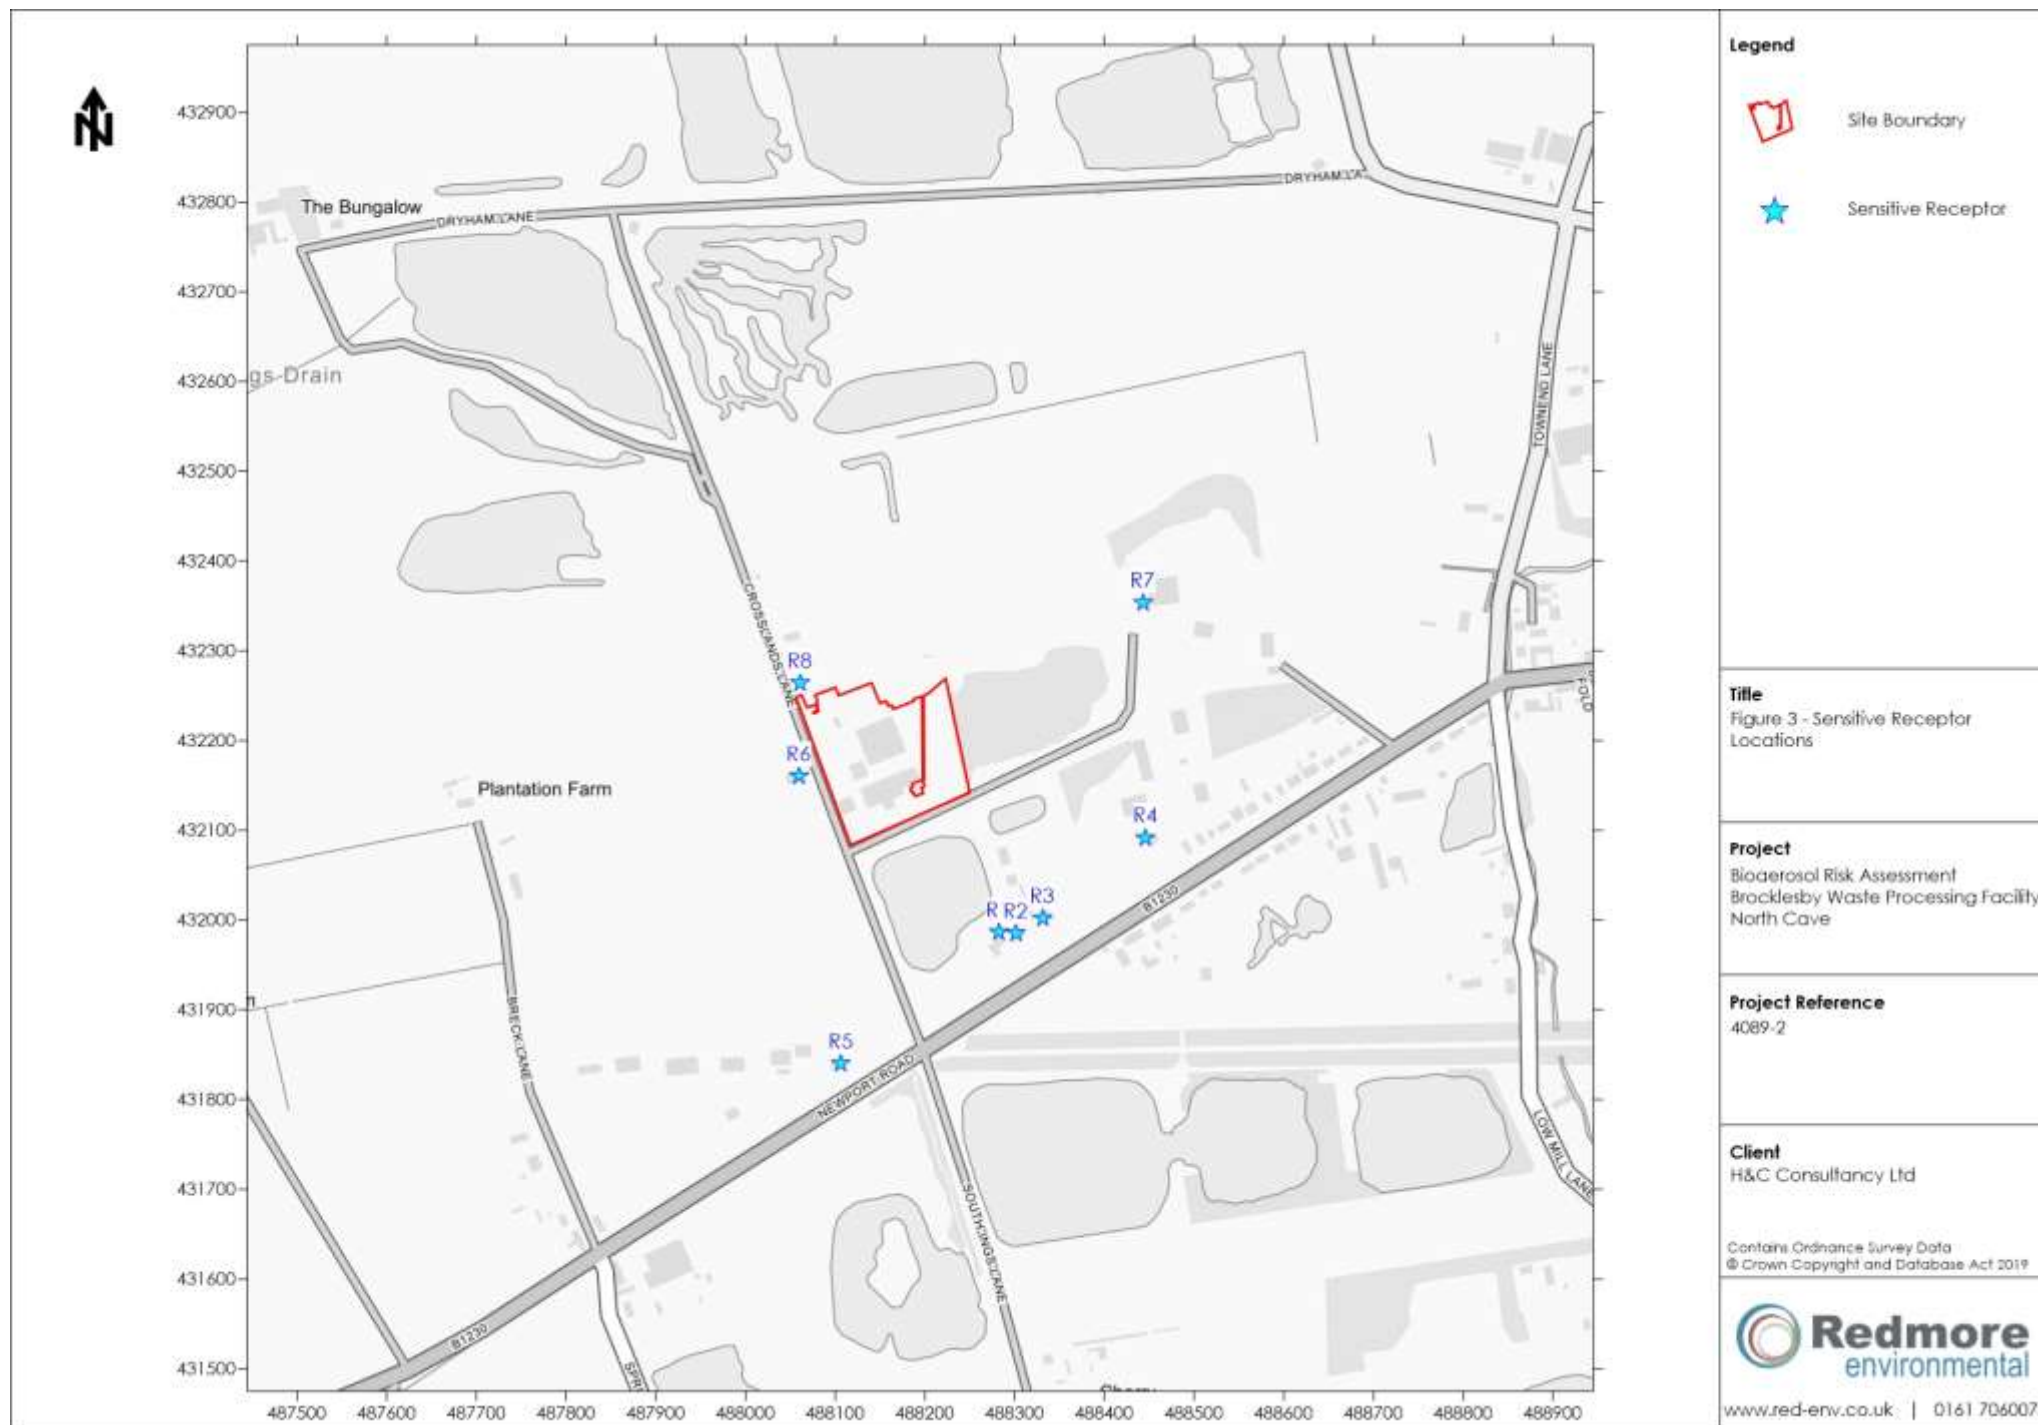 Legend
Site Boundary
Sensitive Receptor
Title
Figure 3 - Sensitive Receptor
Locations
Project
Bioaerosol Risk Assessment
Brocklesby Waste Processing Facility
North Cave
Project Reference
4089-2
Client
H&C Consultancy Ltd
Contains Ordnance Survey Data
© Crown Copyright and Database Act 2019
Redmore
environmental
www.red-env.co.uk | 0161 706007
N
432900
432800
432700
432600
432500
432400
432300
432200
432100
432000
431900
431800
431700
431600
431500
487500 487600 487700 487800 487900 488000 488100 488200 488300 488400 488500 488600 488700 488800 488900
The Bungalow
DRYHAM LANE
DRYHAM LA
gs Drain
TOWNEND LANE
CROSSLANDS LANE
R7
R8
R6
Plantation Farm
R4
R3
R R2
B1230
R5
NEWPORT ROAD
BRECK LANE
SOUTH INGS LANE
LOW MILL LANE
FOLD
B1230
SPRI